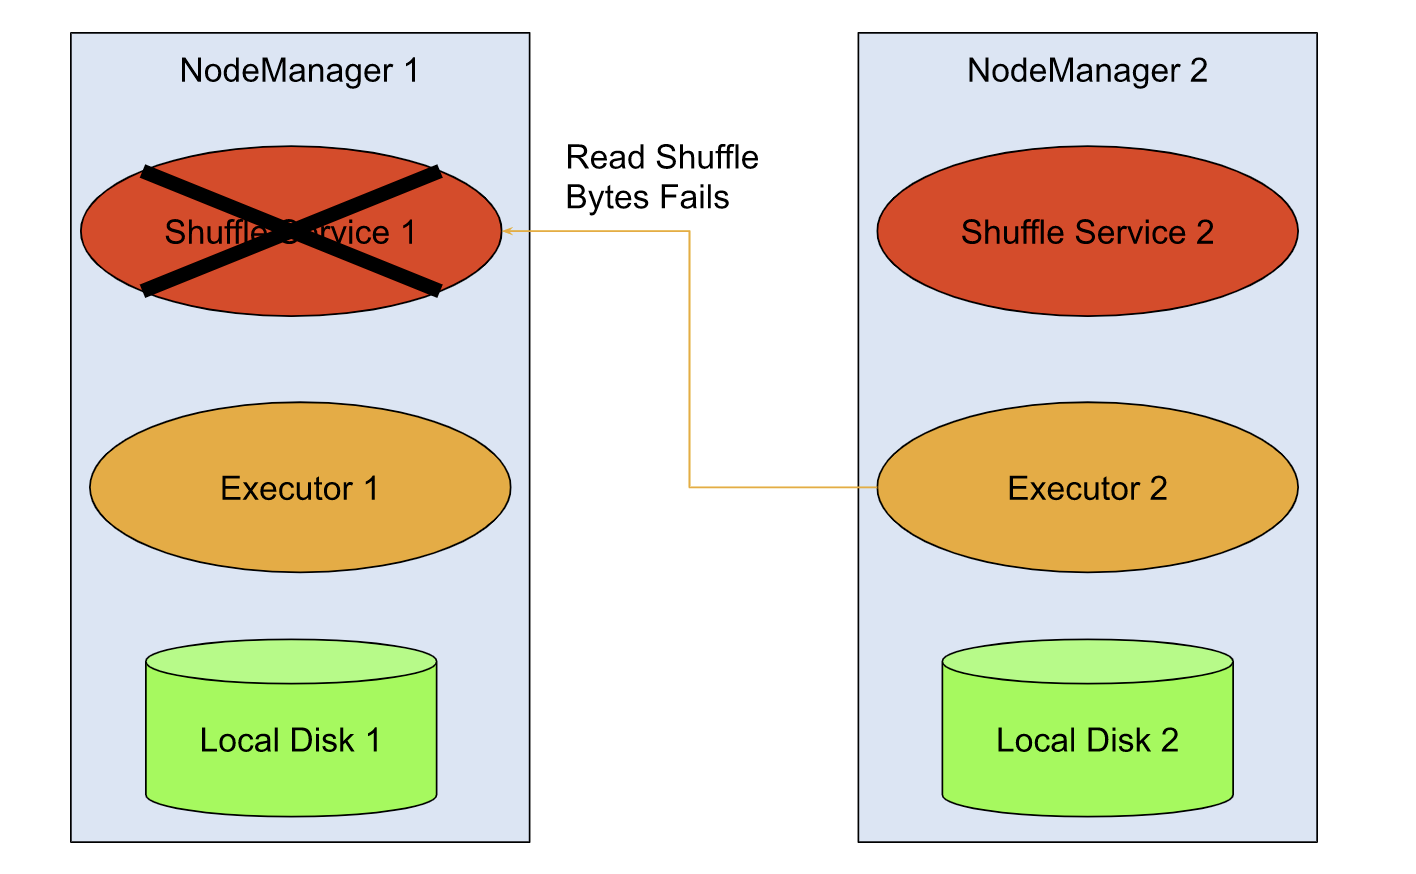 NodeManager 1
Shuffle Service 1
Executor 1
Local Disk 1
Read Shuffle
Bytes Fails
NodeManager 2
Shuffle Service 2
Executor 2
Local Disk 2